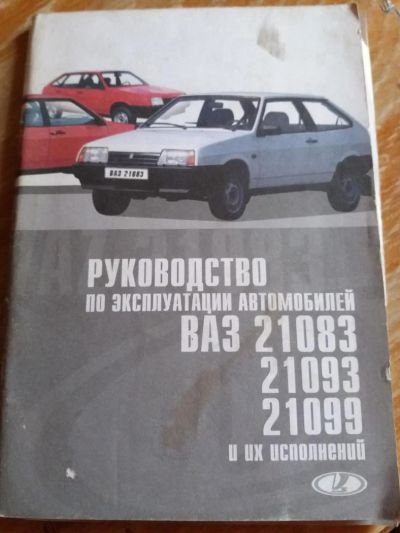 ВАЗ 21083
РУКОВОДСТВО
ПО ЭКСПЛУАТАЦИИ АВТОМОБИЛЕЙ
ВАЗ 21083
21093
21099
и их исполнений